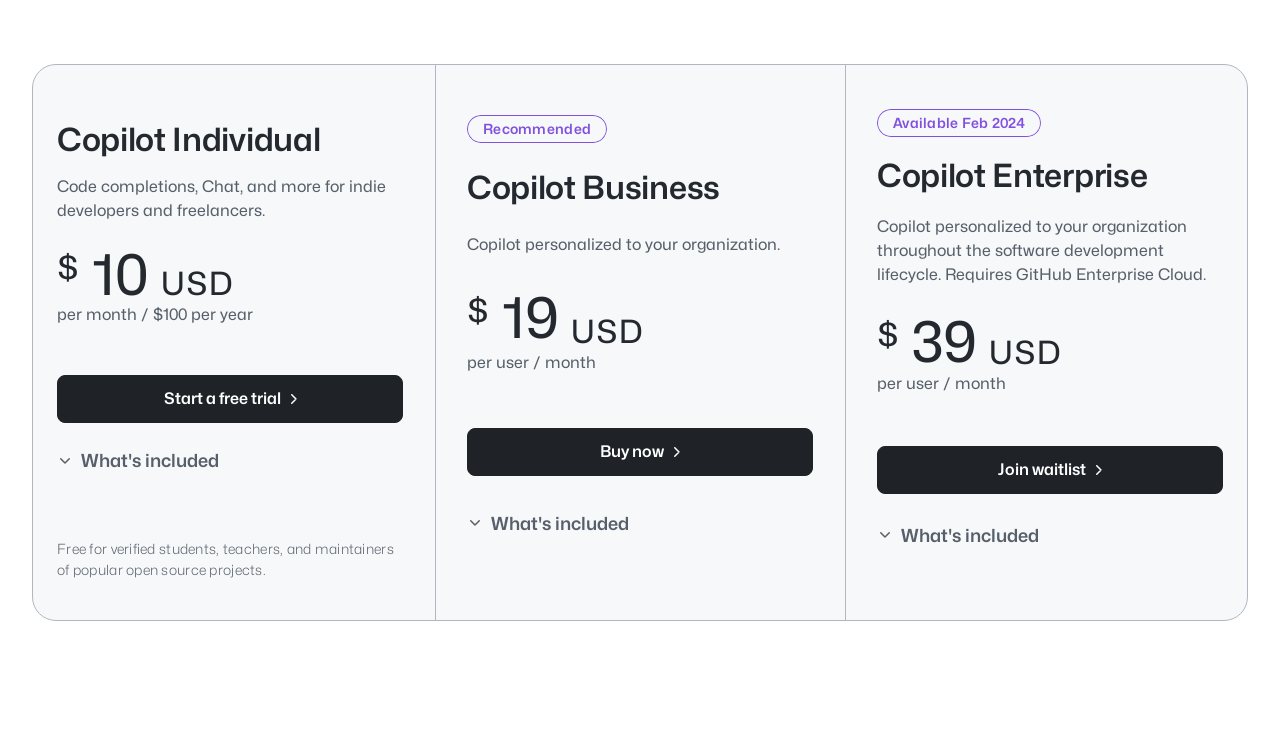 Copilot Individual
Code completions, Chat, and more for indie
developers and freelancers.
$ 10 USD
per month / $100 per year
Start a free trial
What's included
Free for verified students, teachers, and maintainers
of popular open source projects.
Recommended
Copilot Business
Copilot personalized to your organization.
$ 19 USD
per user / month
Buy now
What's included
Available Feb 2024
Copilot Enterprise
Copilot personalized to your organization
throughout the software development
lifecycle. Requires GitHub Enterprise Cloud.
$ 39 USD
per user / month
Join waitlist
What's included